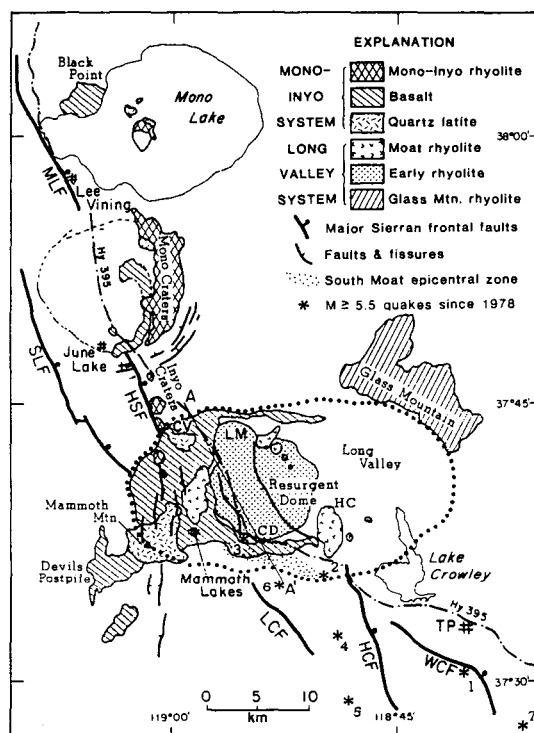 EXPLANATION
MONO- Mono-Inyo rhyolite
INYO Basalt
SYSTEM Quartz latite
LONG Moat rhyolite
VALLEY Early rhyolite
SYSTEM Glass Mtn. rhyolite
Major Sierran frontal faults
Faults & fissures
South Moat epicentral zone
* M ≥ 5.5 quakes since 1978
Black
Point
Mono
Lake
38°00'
MLF
Lee
Vining
Hy 395
Mono Craters
June
Lake
SLF
HSF
Inyo
Craters
A
CV
37°45'
Glass Mountain
LM
Long
Valley
Resurgent
Dome
HC
Mammoth
Mtn.
CD
3
Devils
Postpile
Mammoth
Lakes
6
A'
2
Lake
Crowley
Hy 395
TP
LCF
4
HCF
WCF
1
37°30'
5
7
0 5 10
km
119°00'
118°45'